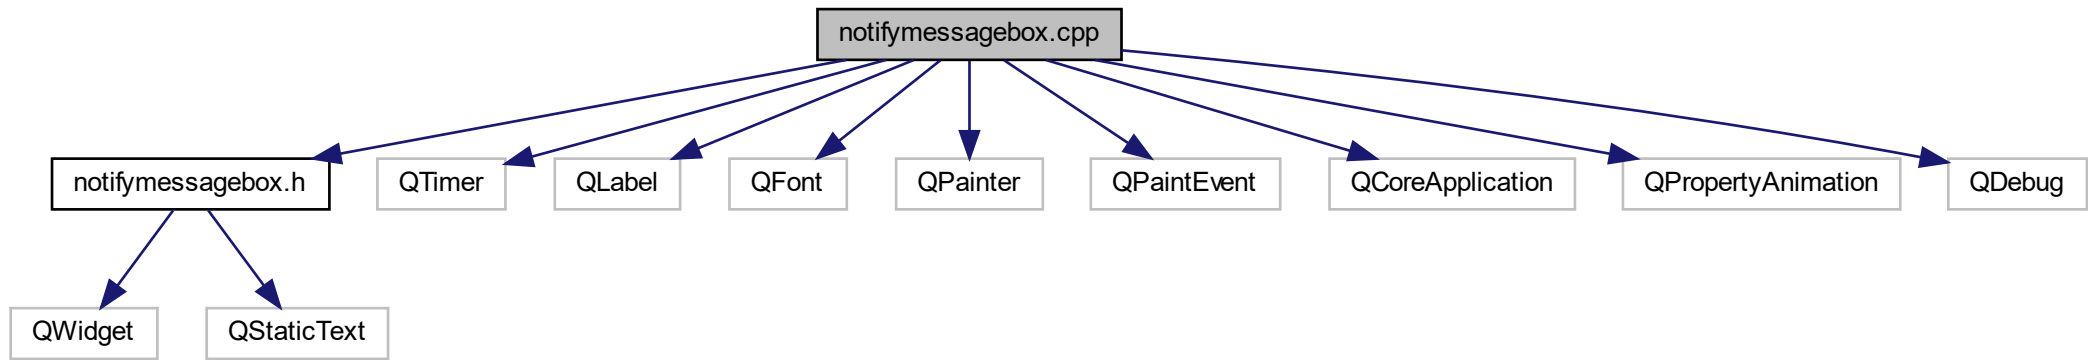 notifymessagebox.cpp
notifymessagebox.h
QTimer
QLabel
QFont
QPainter
QPaintEvent
QCoreApplication
QPropertyAnimation
QDebug
QWidget
QStaticText